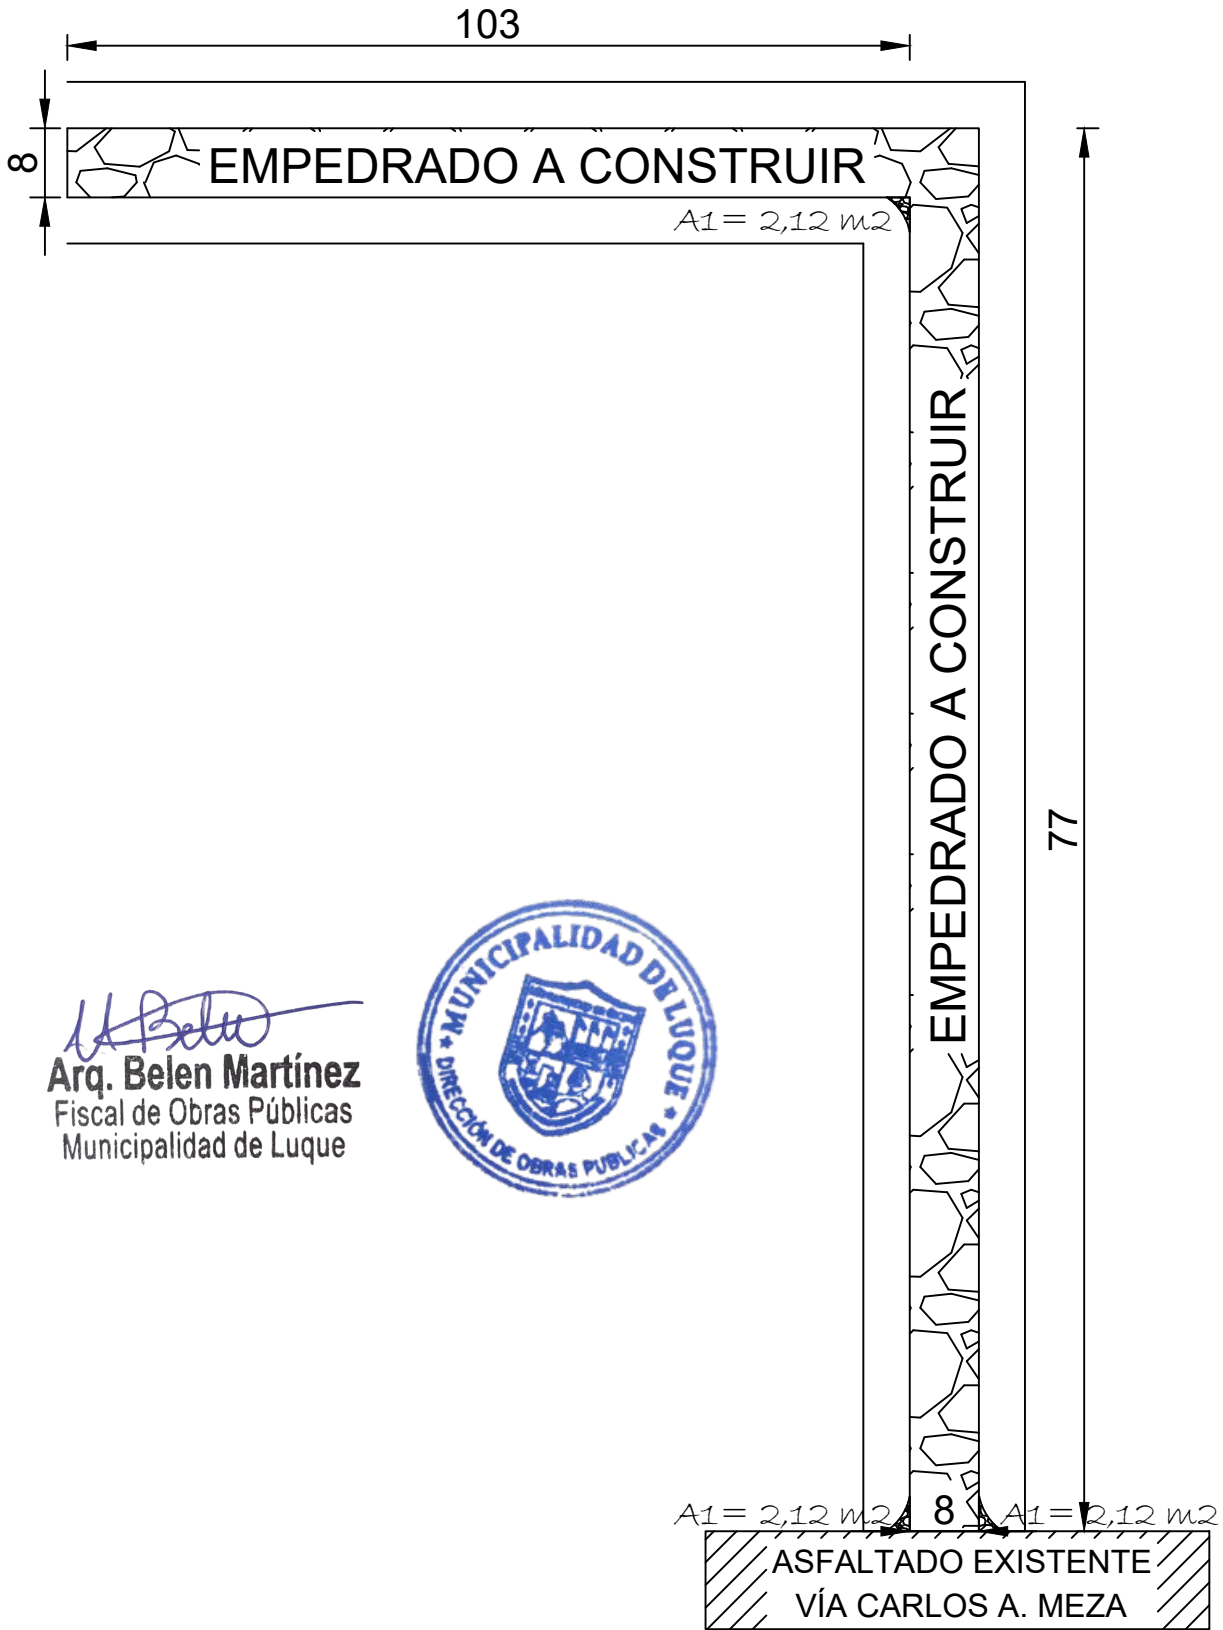 103
8
EMPEDRADO A CONSTRUIR
A1= 2,12 m2
EMPEDRADO A CONSTRUIR
77
MUNICIPALIDAD DE LUQUE
DIRECCIÓN DE OBRAS PUBLICAS
Arq. Belen Martínez
Fiscal de Obras Públicas
Municipalidad de Luque
A1= 2,12 m2
8
A1= 2,12 m2
ASFALTADO EXISTENTE
VÍA CARLOS A. MEZA